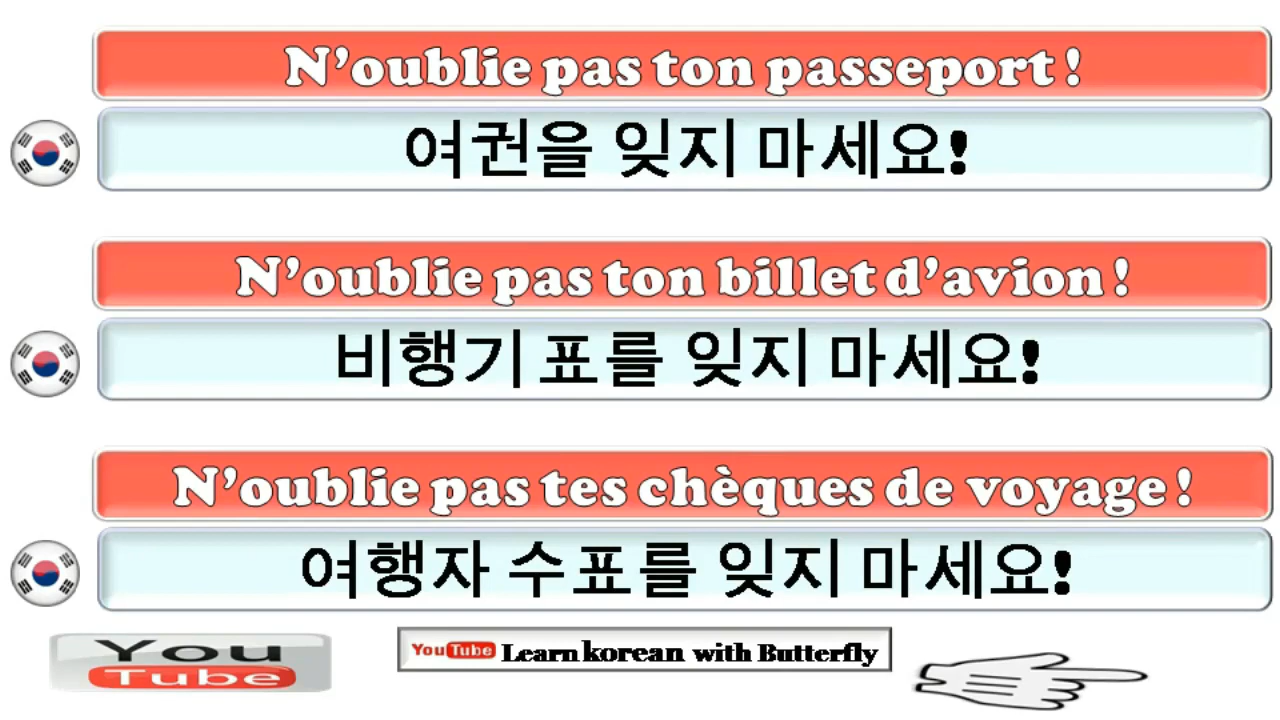 N’oublie pas ton passeport !
여권을 잊지 마세요!
N’oublie pas ton billet d’avion !
비행기 표를 잊지 마세요!
N’oublie pas tes chèques de voyage !
여행자 수표를 잊지 마세요!
You
Tube
YouTube Learn korean with Butterfly